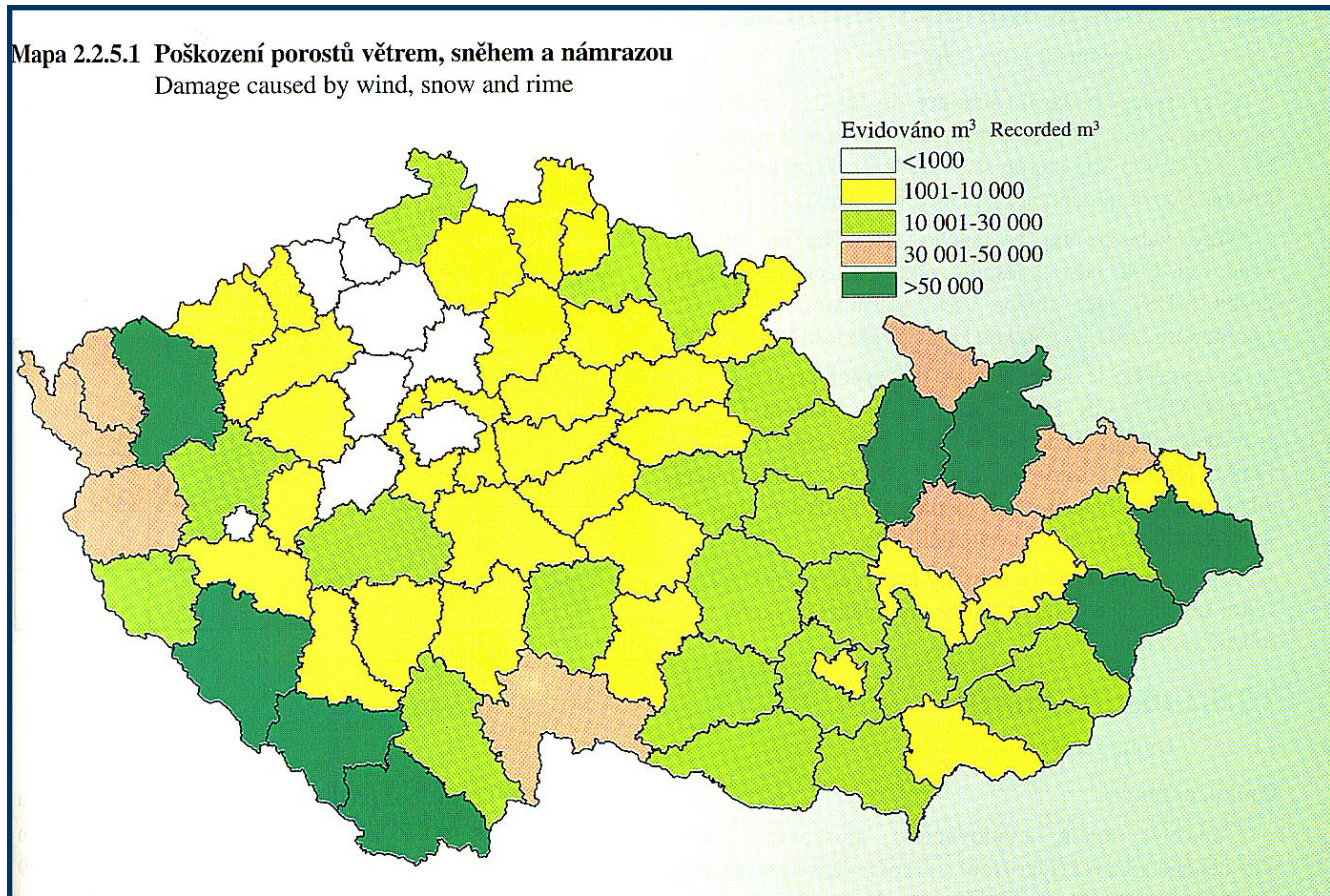 Mapa 2.2.5.1 Poškození porostů větrem, sněhem a námrazou
Damage caused by wind, snow and rime
Evidováno m³ Recorded m³
<1000
1001-10 000
10 001-30 000
30 001-50 000
>50 000